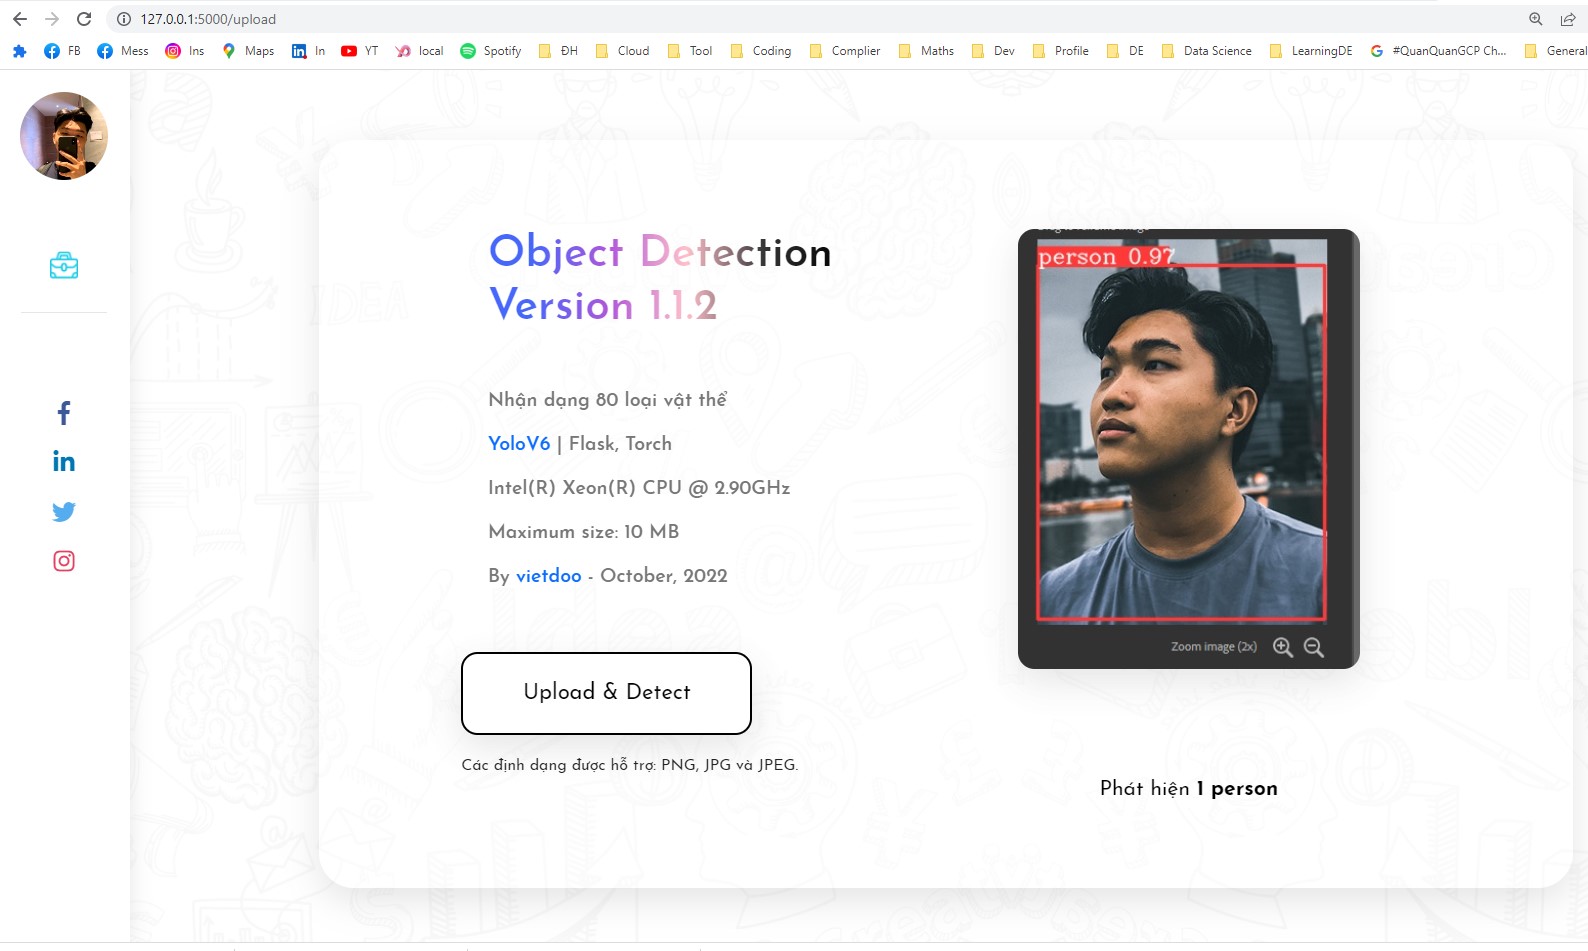 127.0.0.1:5000/upload
FB Mess Ins Maps In YT local Spotify ĐH Cloud Tool Coding Complier Maths Dev Profile DE Data Science LearningDE #QuanQuanGCP Ch... General
Object Detection
Version 1.1.2
Nhận dạng 80 loại vật thể
YoloV6 | Flask, Torch
Intel(R) Xeon(R) CPU @ 2.90GHz
Maximum size: 10 MB
By vietdoo - October, 2022
Upload & Detect
Các định dạng được hỗ trợ: PNG, JPG và JPEG.
person 0.97
Zoom image (2x)
Phát hiện 1 person
IDEA